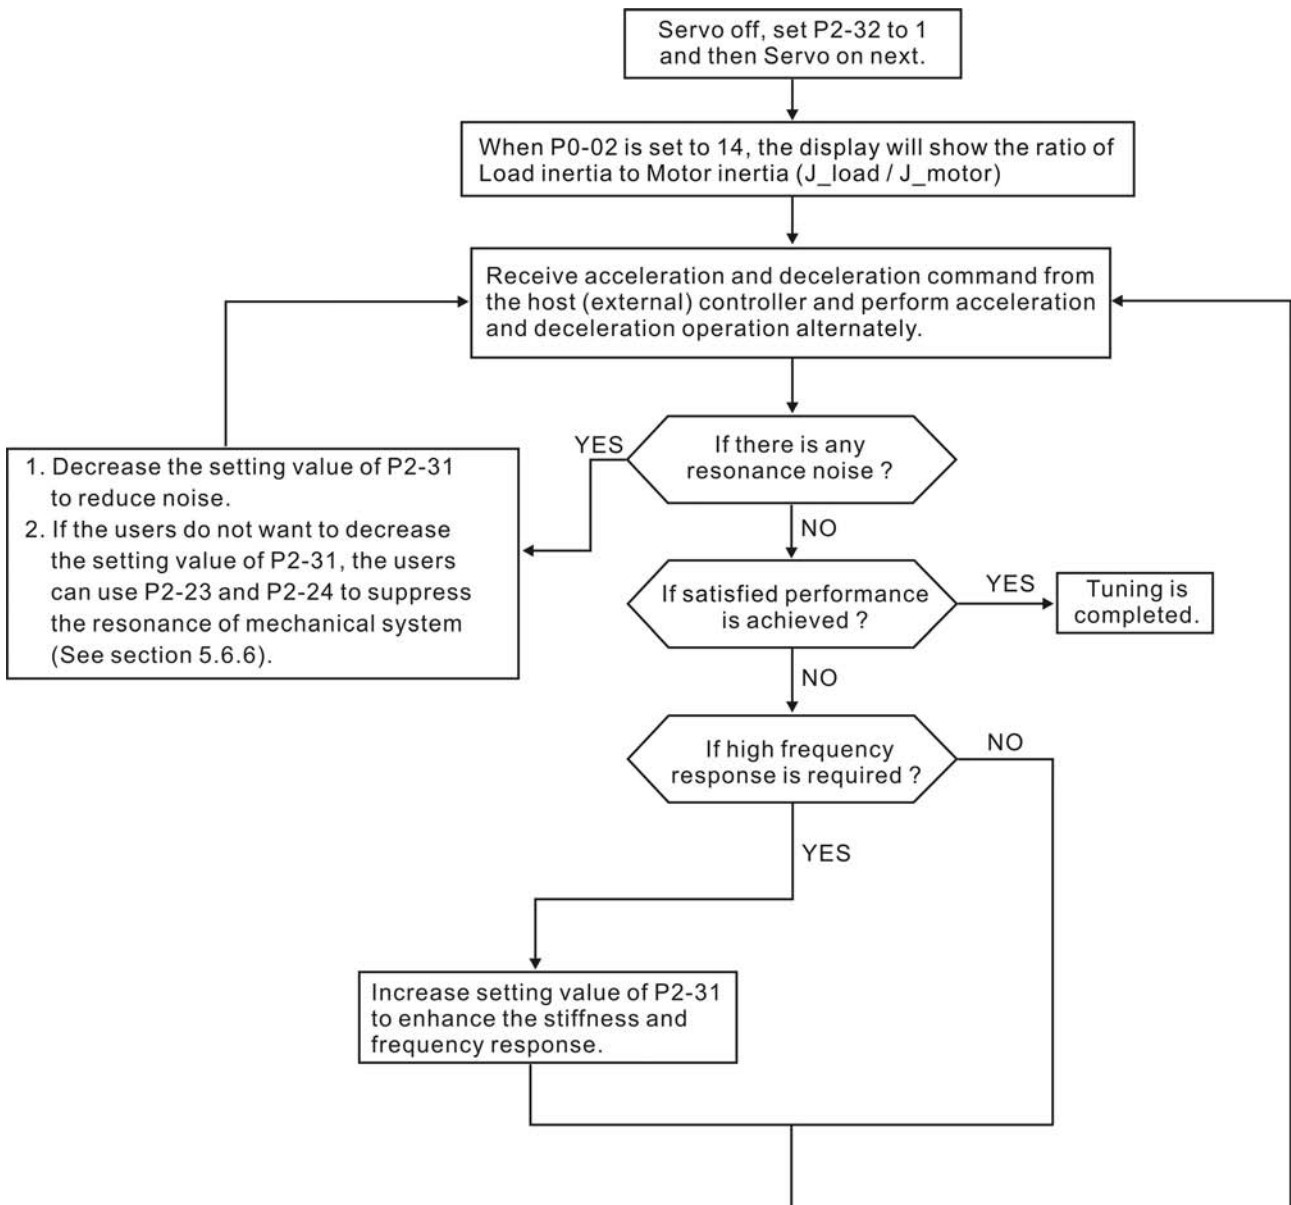 Servo off, set P2-32 to 1
and then Servo on next.
When P0-02 is set to 14, the display will show the ratio of
Load inertia to Motor inertia (J_load / J_motor)
Receive acceleration and deceleration command from
the host (external) controller and perform acceleration
and deceleration operation alternately.
YES
If there is any
resonance noise ?
1. Decrease the setting value of P2-31
to reduce noise.
2. If the users do not want to decrease
the setting value of P2-31, the users
can use P2-23 and P2-24 to suppress
the resonance of mechanical system
(See section 5.6.6).
NO
If satisfied performance
is achieved ?
YES
Tuning is
completed.
NO
If high frequency
response is required ?
NO
YES
Increase setting value of P2-31
to enhance the stiffness and
frequency response.